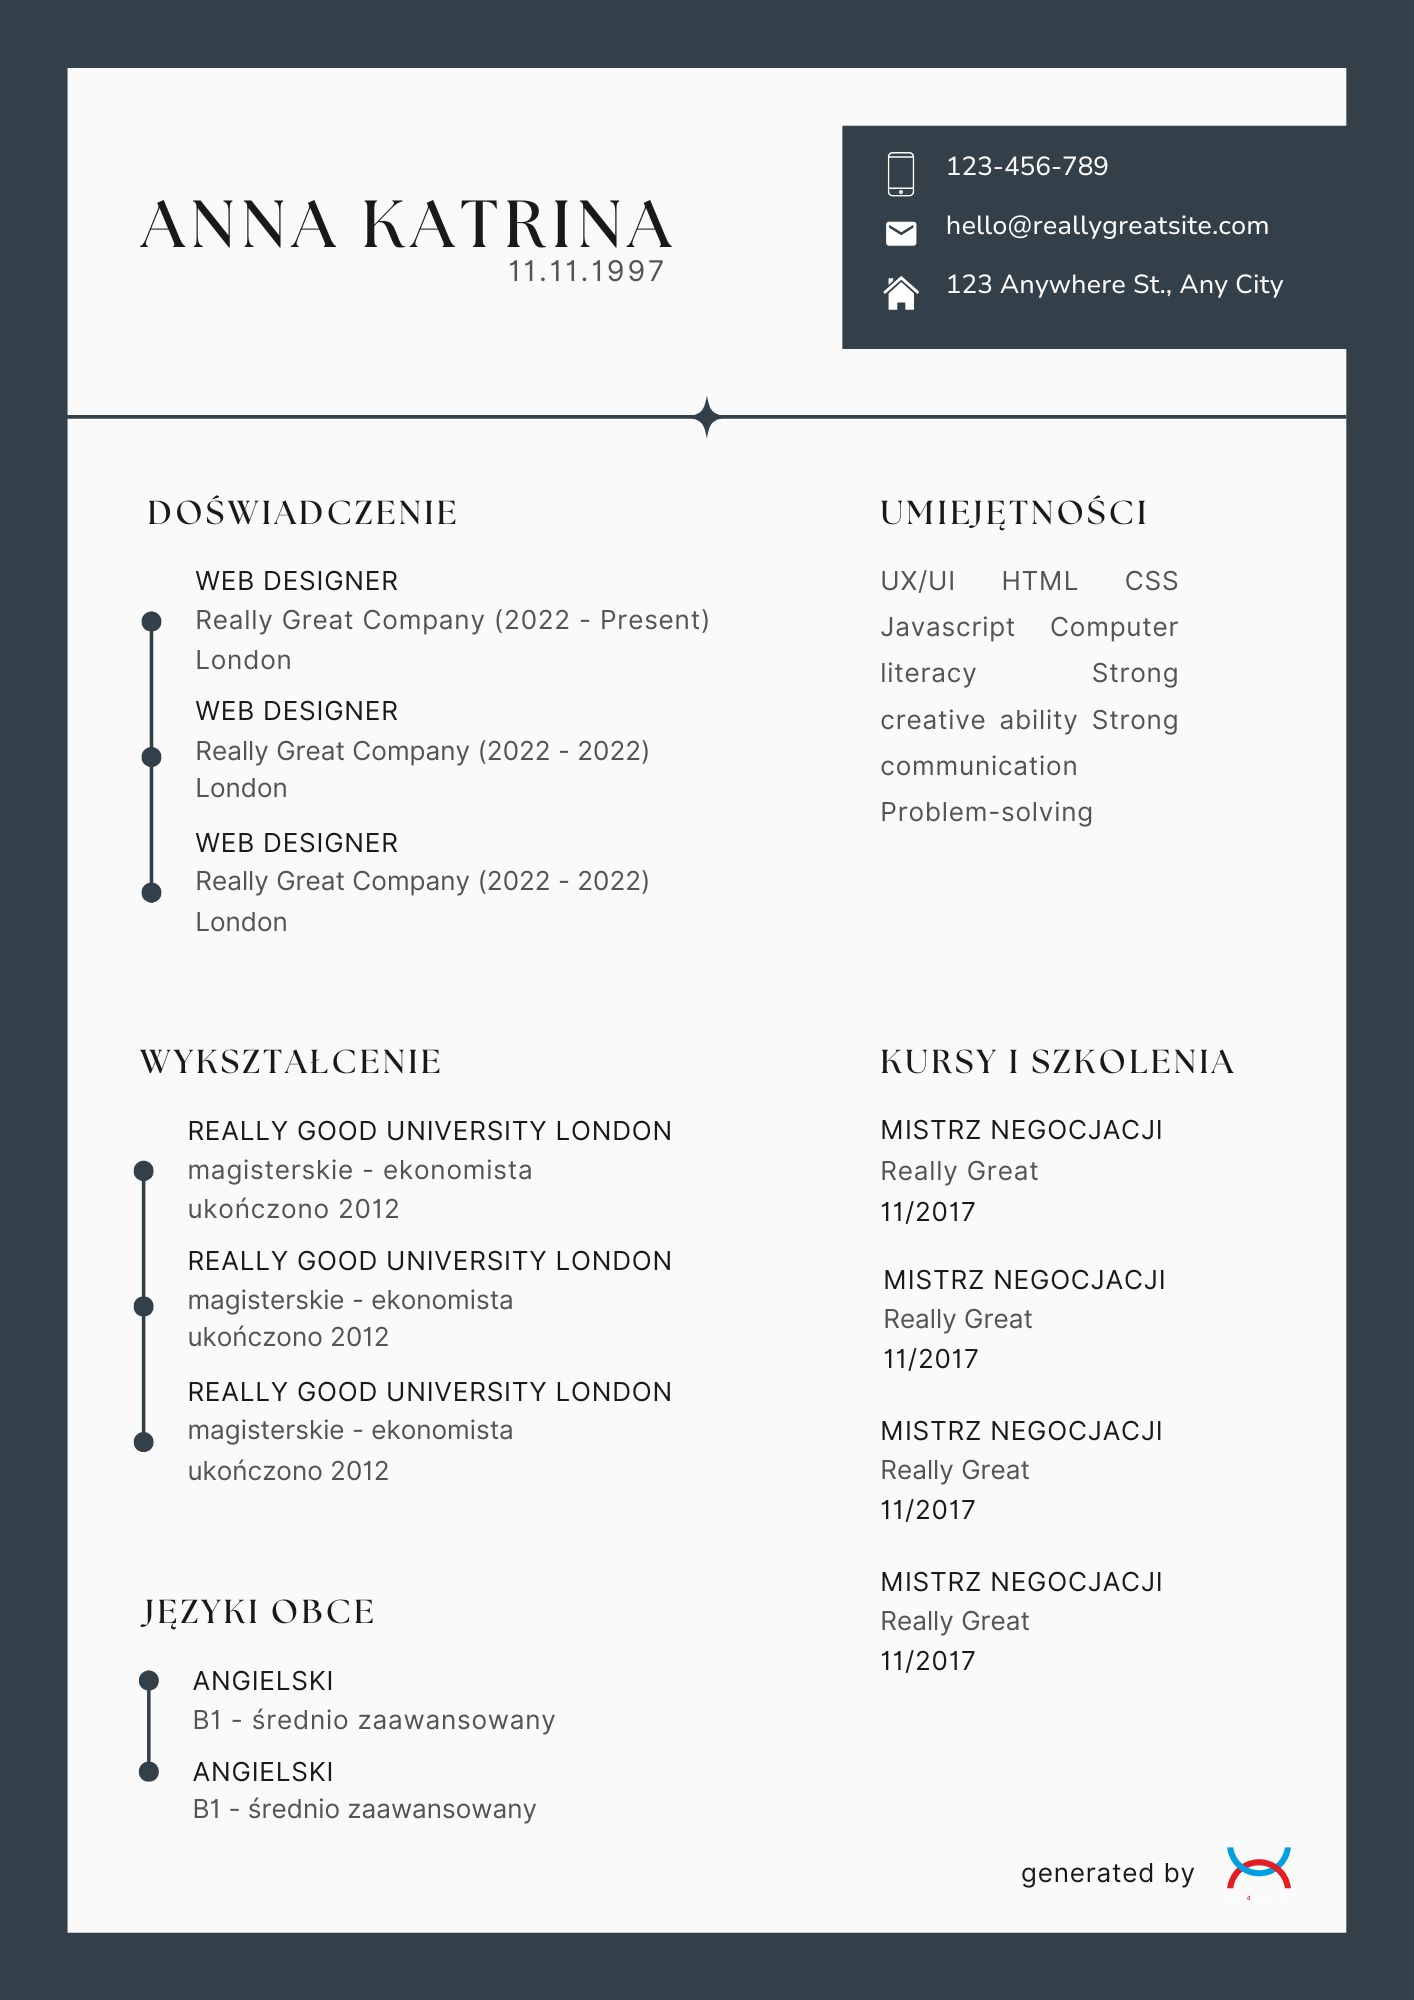 ANNA KATRINA
11.11.1997
123-456-789
hello@reallygreatsite.com
123 Anywhere St., Any City
DOŚWIADCZENIE
WEB DESIGNER
Really Great Company (2022 - Present)
London
WEB DESIGNER
Really Great Company (2022 - 2022)
London
WEB DESIGNER
Really Great Company (2022 - 2022)
London
UMIEJĘTNOŚCI
UX/UI HTML CSS
Javascript Computer
literacy Strong
creative ability Strong
communication
Problem-solving
WYKSZTAŁCENIE
REALLY GOOD UNIVERSITY LONDON
magisterskie - ekonomista
ukończono 2012
REALLY GOOD UNIVERSITY LONDON
magisterskie - ekonomista
ukończono 2012
REALLY GOOD UNIVERSITY LONDON
magisterskie - ekonomista
ukończono 2012
KURSY I SZKOLENIA
MISTRZ NEGOCJACJI
Really Great
11/2017
MISTRZ NEGOCJACJI
Really Great
11/2017
MISTRZ NEGOCJACJI
Really Great
11/2017
MISTRZ NEGOCJACJI
Really Great
11/2017
JĘZYKI OBCE
ANGIELSKI
B1 - średnio zaawansowany
ANGIELSKI
B1 - średnio zaawansowany
generated by
4